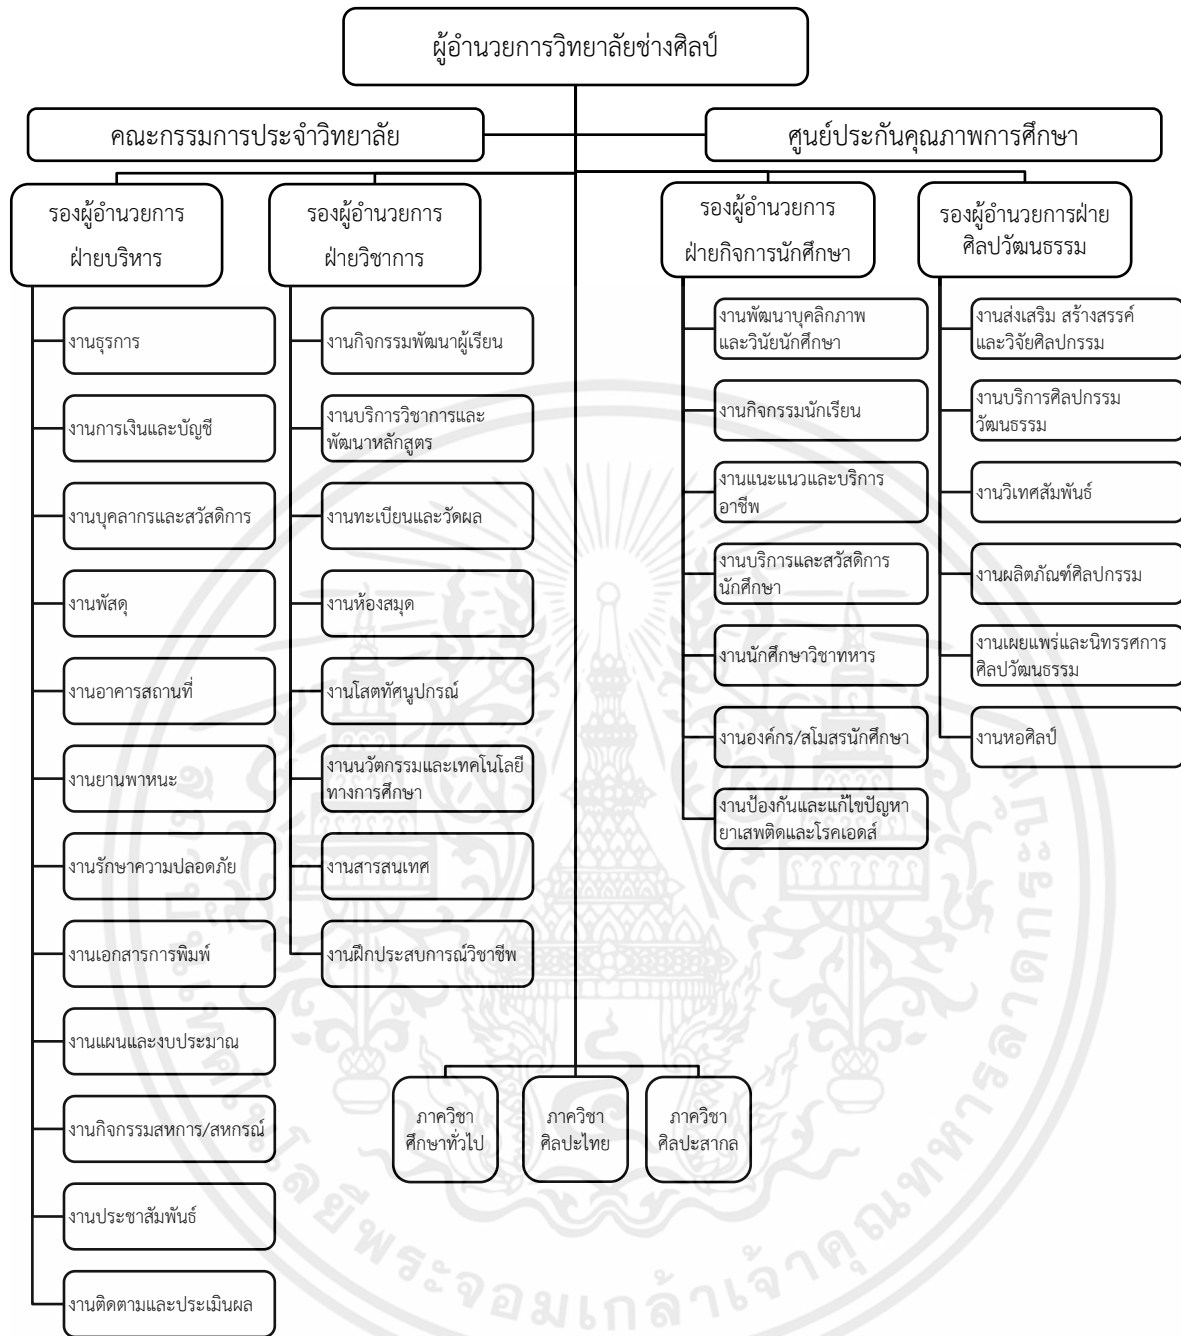 ผู้อำนวยการวิทยาลัยช่างศิลป์
คณะกรรมการประจำวิทยาลัย
ศูนย์ประกันคุณภาพการศึกษา
รองผู้อำนวยการ
ฝ่ายบริหาร
รองผู้อำนวยการ
ฝ่ายวิชาการ
รองผู้อำนวยการ
ฝ่ายกิจการนักศึกษา
รองผู้อำนวยการฝ่าย
ศิลปวัฒนธรรม
งานธุรการ
งานการเงินและบัญชี
งานบุคลากรและสวัสดิการ
งานพัสดุ
งานอาคารสถานที่
งานยานพาหนะ
งานรักษาความปลอดภัย
งานเอกสารการพิมพ์
งานแผนและงบประมาณ
งานกิจกรรมสหการ/สหกรณ์
งานประชาสัมพันธ์
งานติดตามและประเมินผล
งานกิจกรรมพัฒนาผู้เรียน
งานบริการวิชาการและ
พัฒนาหลักสูตร
งานทะเบียนและวัดผล
งานห้องสมุด
งานโสตทัศนูปกรณ์
งานนวัตกรรมและเทคโนโลยี
ทางการศึกษา
งานสารสนเทศ
งานฝึกประสบการณ์วิชาชีพ
งานพัฒนาบุคลิกภาพ
และวินัยนักศึกษา
งานกิจกรรมนักเรียน
งานแนะแนวและบริการ
อาชีพ
งานบริการและสวัสดิการ
นักศึกษา
งานนักศึกษาวิชาทหาร
งานองค์กร/สโมสรนักศึกษา
งานป้องกันและแก้ไขปัญหา
ยาเสพติดและโรคเอดส์
งานส่งเสริม สร้างสรรค์
และวิจัยศิลปกรรม
งานบริการศิลปกรรม
วัฒนธรรม
งานวิเทศสัมพันธ์
งานผลิตภัณฑ์ศิลปกรรม
งานเผยแพร่และนิทรรศการ
ศิลปวัฒนธรรม
งานหอศิลป์
ภาควิชา
ศึกษาทั่วไป
ภาควิชา
ศิลปะไทย
ภาควิชา
ศิลปะสากล
เทคโนโลยีพระจอมเกล้าเจ้าคุณทหารลาดกระบัง